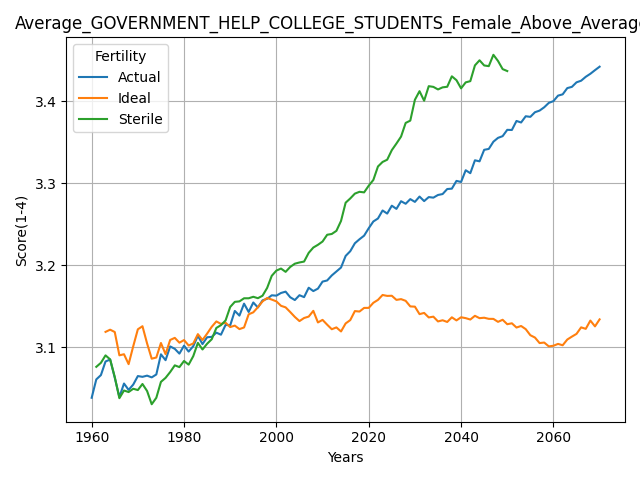 Average_GOVERNMENT_HELP_COLLEGE_STUDENTS_Female_Above_Average
Fertility
Actual
Ideal
Sterile
Score(1-4)
3.4
3.3
3.2
3.1
1960 1980 2000 2020 2040 2060
Years